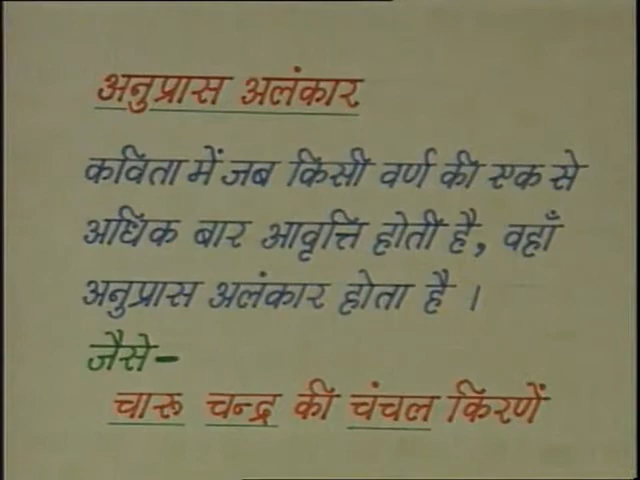 अनुप्रास अलंकार
कविता में जब किसी वर्ण की एक से
अधिक बार आवृत्ति होती है, वहाँ
अनुप्रास अलंकार होता है ।
जैसे-
चारू चन्द्र की चंचल किरणें